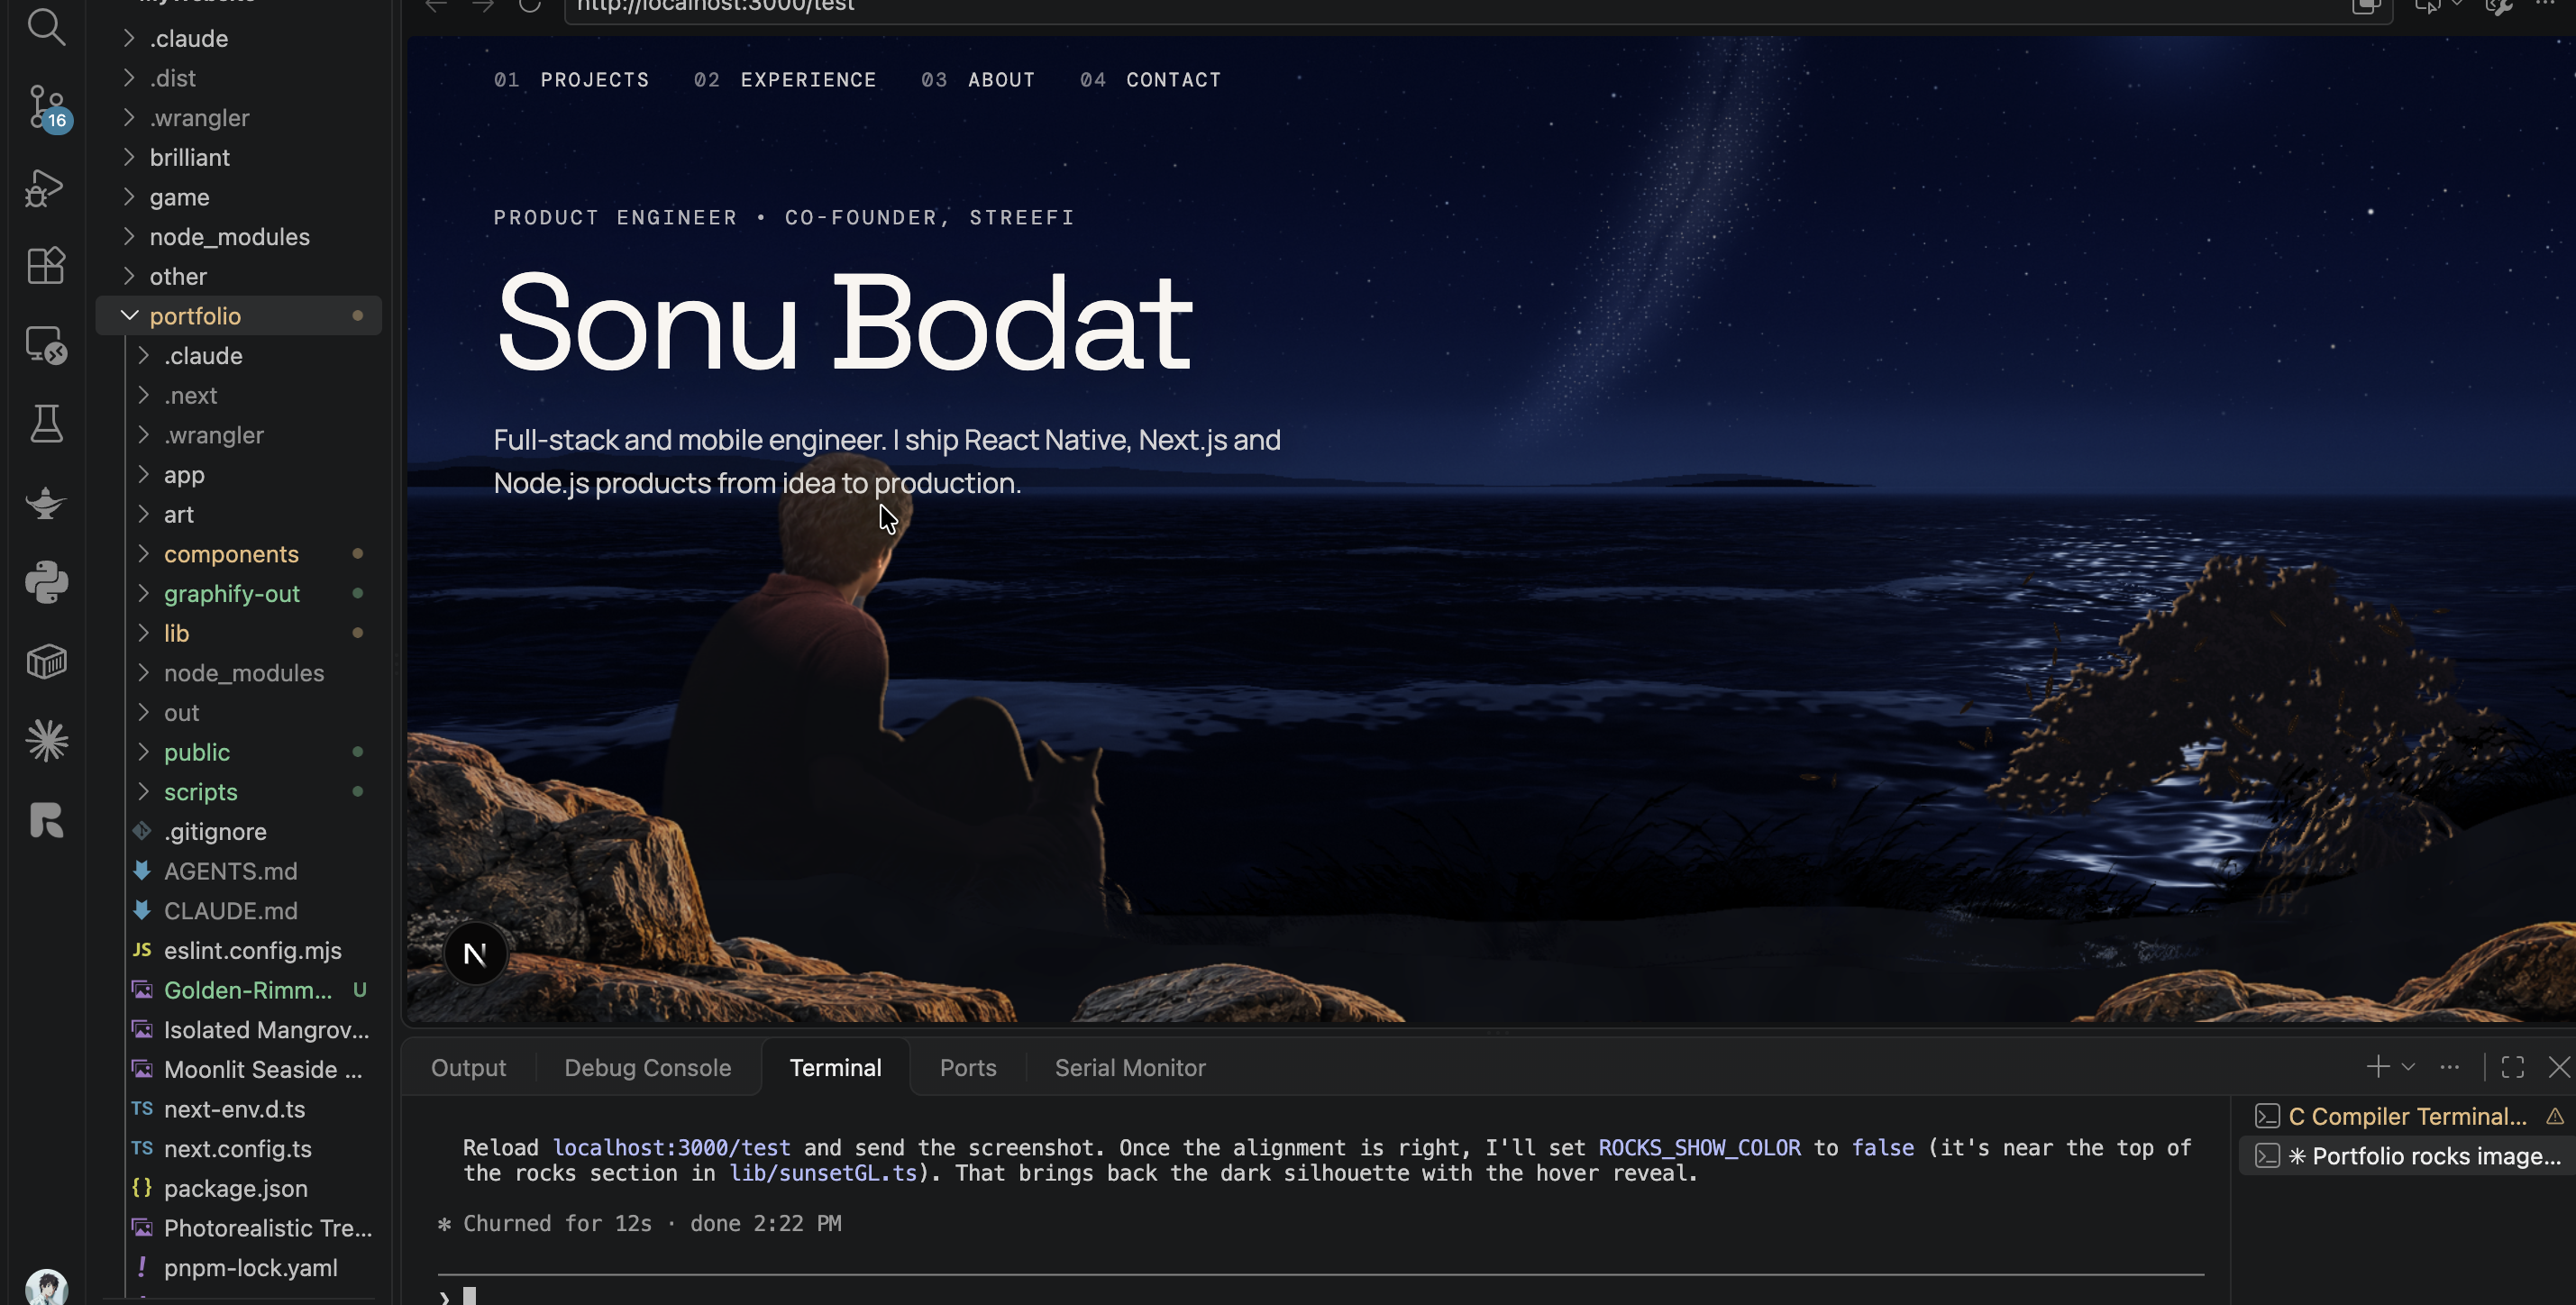 http://localhost:3000/test
.claude
.dist
.wrangler
brilliant
game
node_modules
other
portfolio
.claude
.next
.wrangler
app
art
components
graphify-out
lib
node_modules
out
public
scripts
.gitignore
AGENTS.md
CLAUDE.md
JS eslint.config.mjs
Golden-Rimm... U
Isolated Mangrov...
Moonlit Seaside ...
TS next-env.d.ts
TS next.config.ts
{} package.json
Photorealistic Tre...
! pnpm-lock.yaml
16
01 PROJECTS 02 EXPERIENCE 03 ABOUT 04 CONTACT
PRODUCT ENGINEER • CO-FOUNDER, STREEFI
Sonu Bodat
Full-stack and mobile engineer. I ship React Native, Next.js and
Node.js products from idea to production.
N
Output Debug Console Terminal Ports Serial Monitor
Reload localhost:3000/test and send the screenshot. Once the alignment is right, I'll set ROCKS_SHOW_COLOR to false (it's near the top of
the rocks section in lib/sunsetGL.ts). That brings back the dark silhouette with the hover reveal.
✻ Churned for 12s · done 2:22 PM
❯
C Compiler Terminal...
✳ Portfolio rocks image...